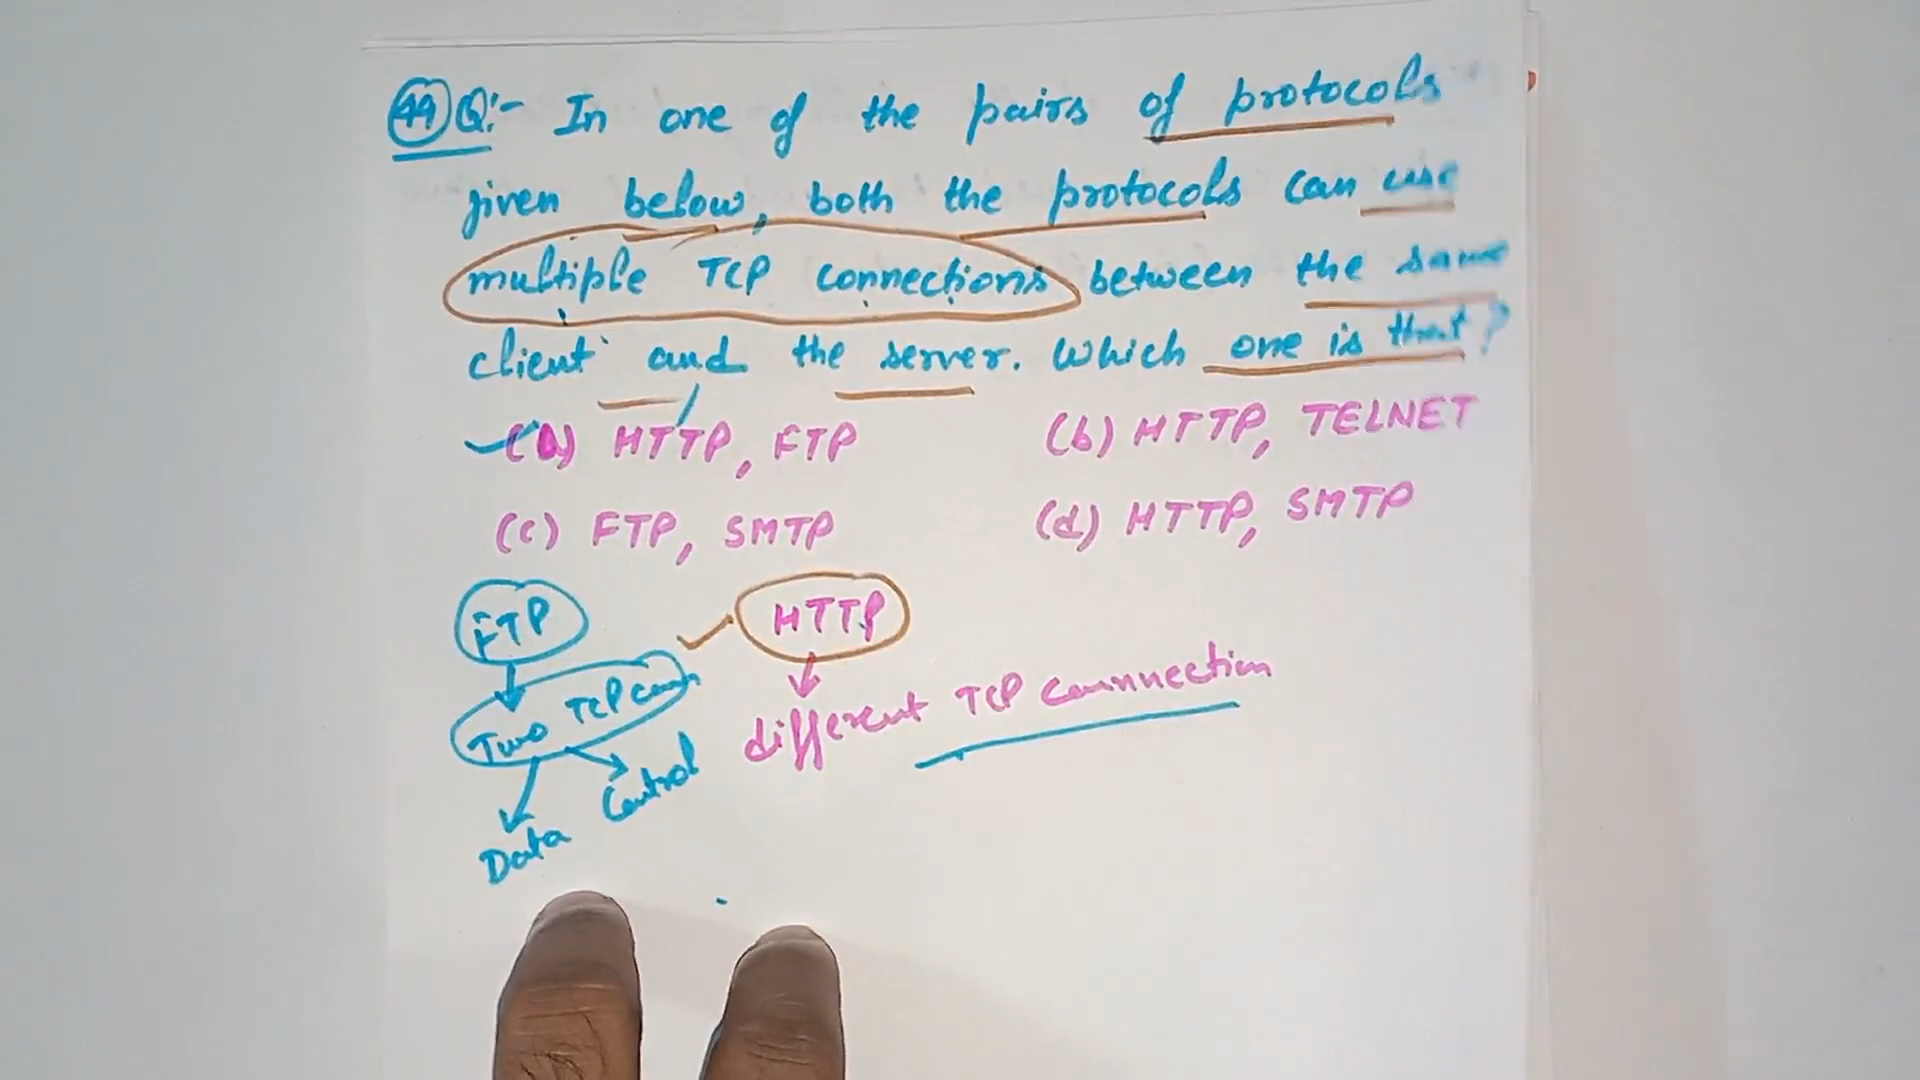 44 Q:- In one of the pairs of protocols
given below, both the protocols can use
multiple TCP connections between the same
client and the server. Which one is that?
(a) HTTP, FTP (b) HTTP, TELNET
(c) FTP, SMTP (d) HTTP, SMTP
FTP HTTP
Two TCP conn different TCP connnection
Data Control